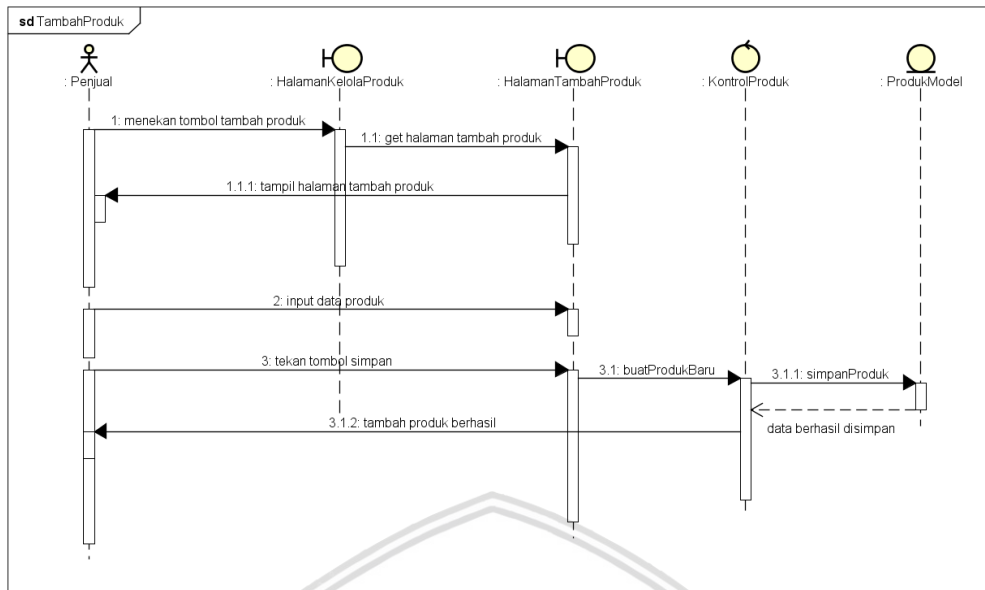 sd TambahProduk
: Penjual
: HalamanKelolaProduk
: HalamanTambahProduk
: KontrolProduk
: ProdukModel
1: menekan tombol tambah produk
1.1: get halaman tambah produk
1.1.1: tampil halaman tambah produk
2: input data produk
3: tekan tombol simpan
3.1: buatProdukBaru
3.1.1: simpanProduk
data berhasil disimpan
3.1.2: tambah produk berhasil